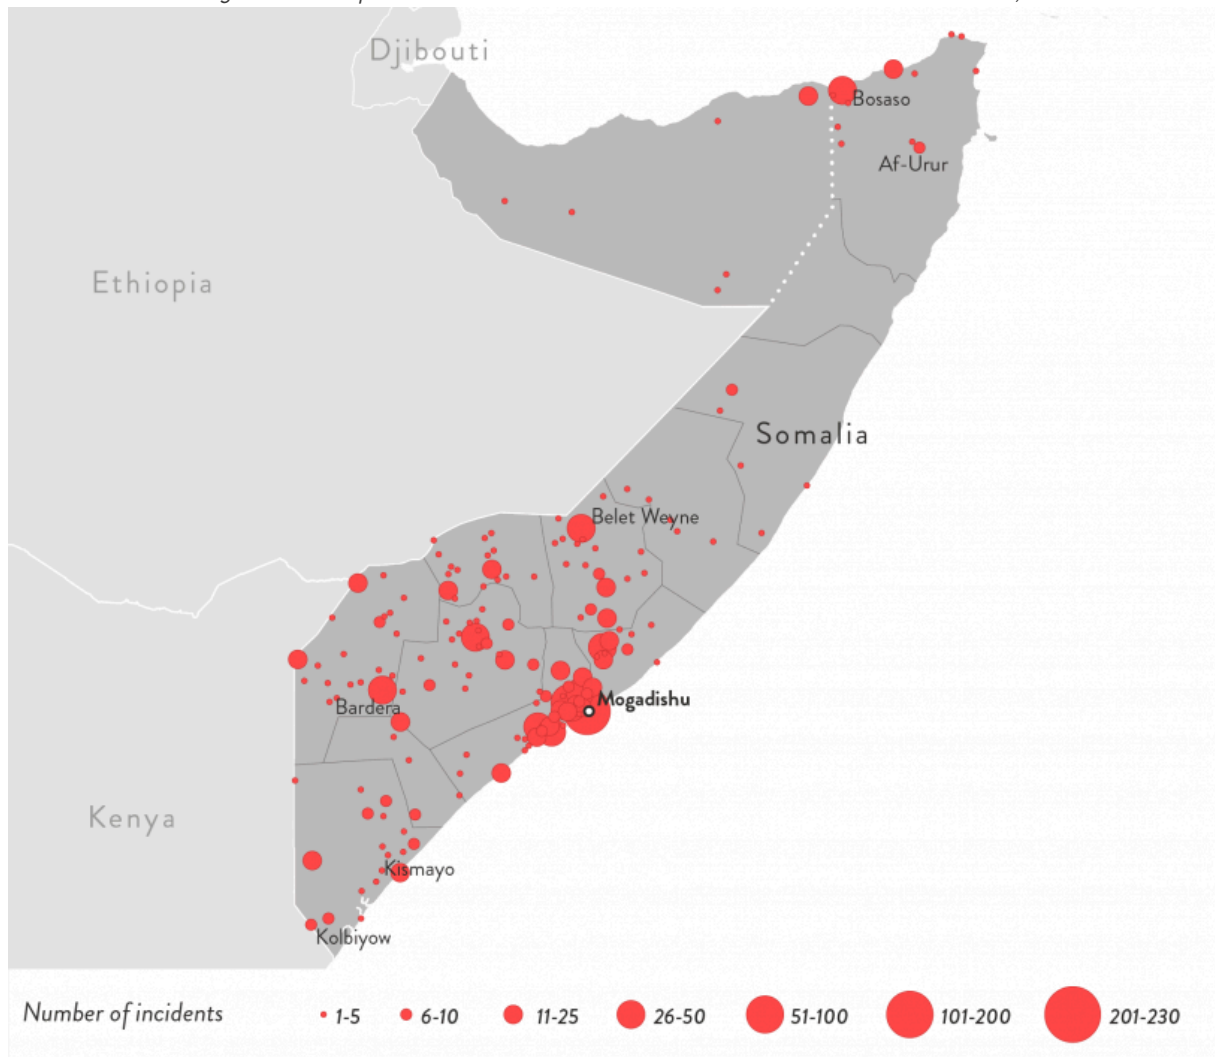 Djibouti
Bosaso
Af-Urur
Ethiopia
Somalia
Belet Weyne
Mogadishu
Bardera
Kenya
Kismayo
Kolbiyow
Number of incidents 1-5 6-10 11-25 26-50 51-100 101-200 201-230